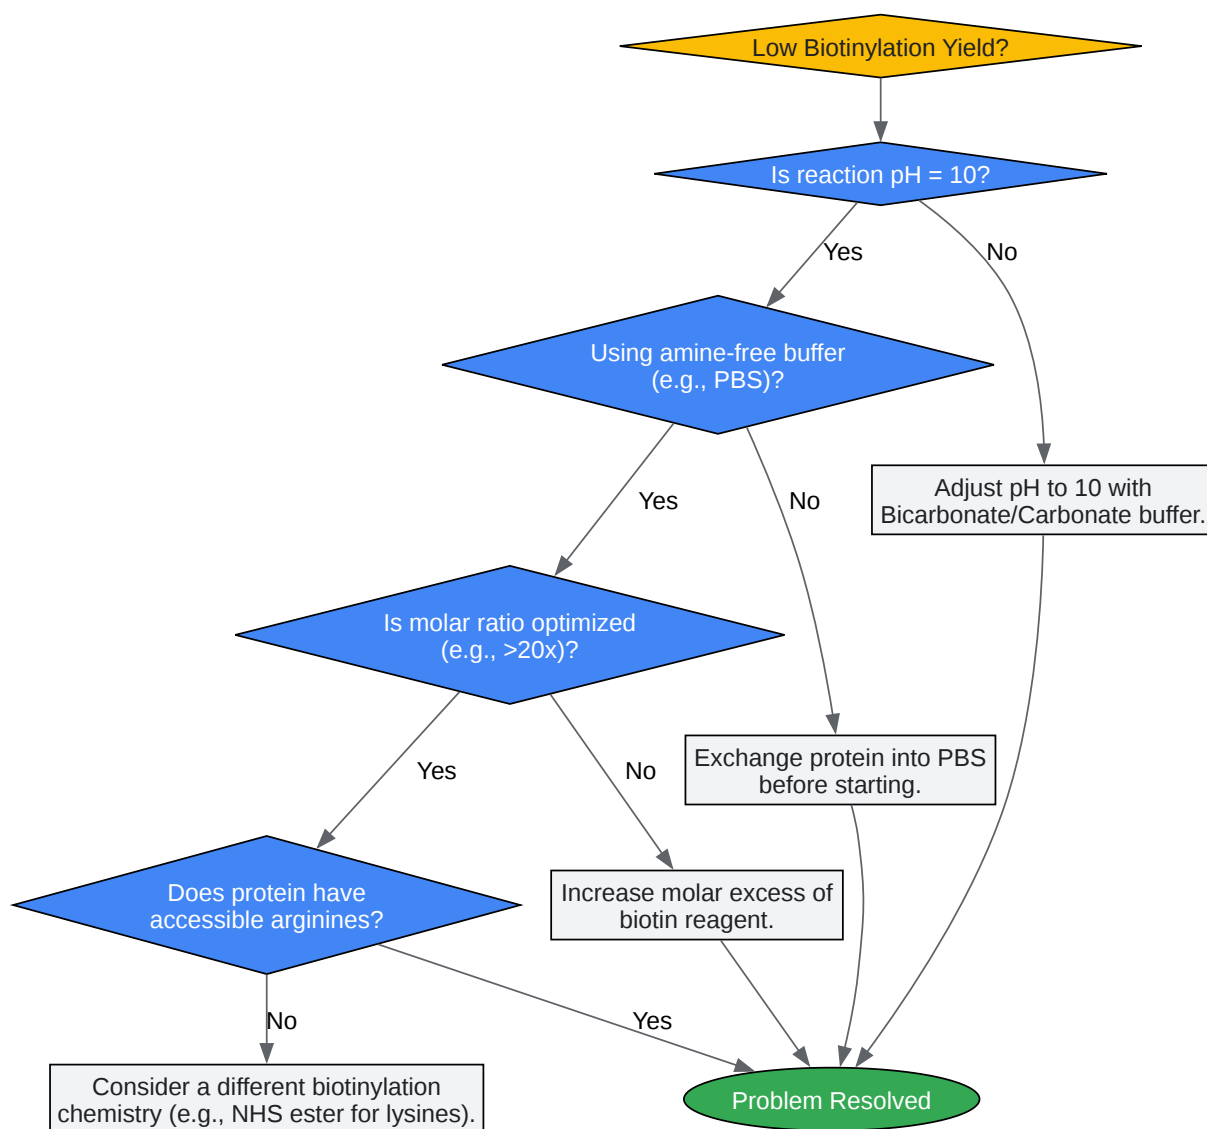 Low Biotinylation Yield?
Is reaction pH = 10?
Yes
No
Using amine-free buffer
(e.g., PBS)?
Adjust pH to 10 with
Bicarbonate/Carbonate buffer.
Yes
No
Is molar ratio optimized
(e.g., >20x)?
Exchange protein into PBS
before starting.
Yes
No
Does protein have
accessible arginines?
Increase molar excess of
biotin reagent.
No
Yes
Consider a different biotinylation
chemistry (e.g., NHS ester for lysines).
Problem Resolved